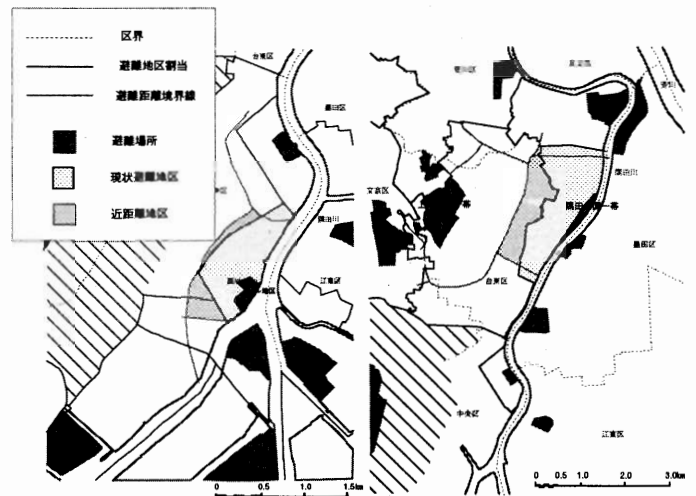 区界
避難地区割当
避難距離境界線
避難場所
現状避難地区
近距離地区
台東区
墨田区
隅田川
江東区
0 0.5 1.0 1.5km
荒川区
文京区
隅田川
墨田区
台東区
中央区
江東区
0 0.5 1.0 2.0 3.0km